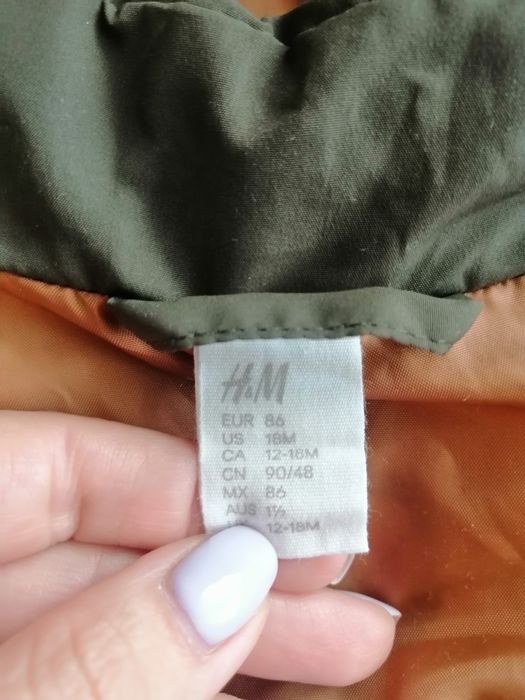 H&M
EUR 86
US 18M
CA 12-18M
CN 90/48
MX 86
AUS 1½
12-18M